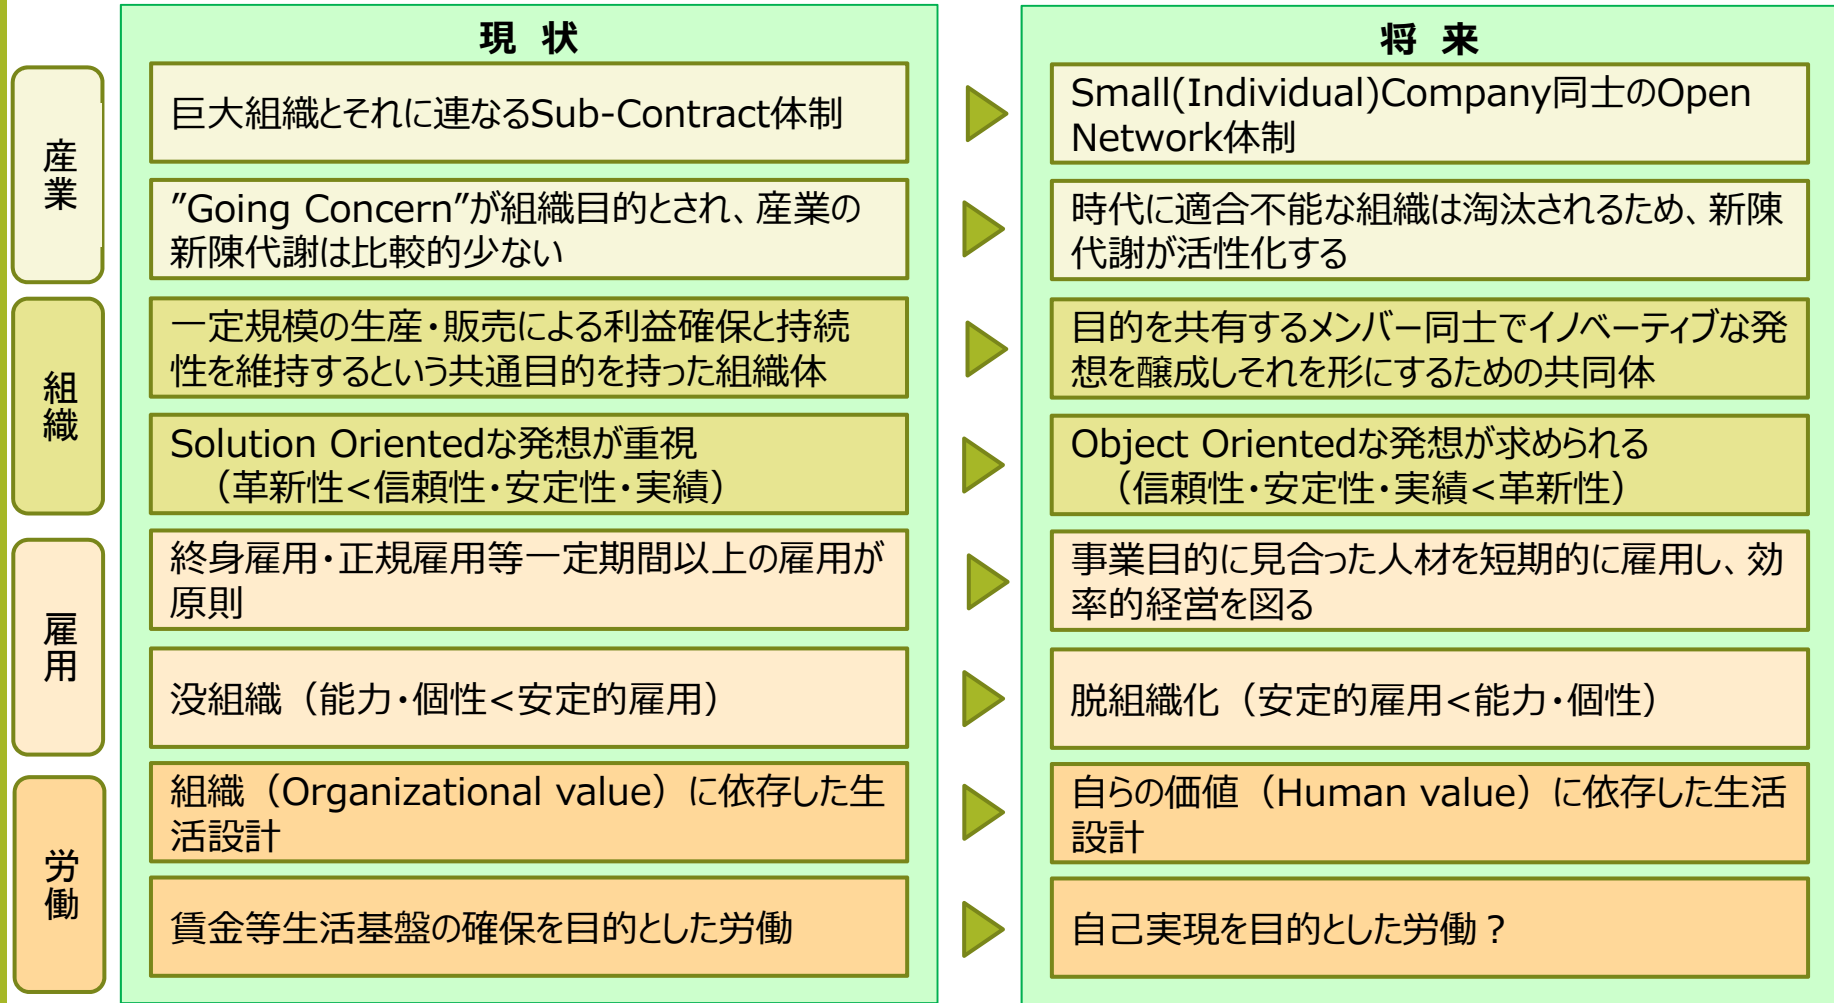 現 状
将 来
産業
巨大組織とそれに連なるSub-Contract体制
Small(Individual)Company同士のOpen
Network体制
”Going Concern”が組織目的とされ、産業の
新陳代謝は比較的少ない
時代に適合不能な組織は淘汰されるため、新陳
代謝が活性化する
組織
一定規模の生産・販売による利益確保と持続
性を維持するという共通目的を持った組織体
目的を共有するメンバー同士でイノベーティブな発
想を醸成しそれを形にするための共同体
Solution Orientedな発想が重視
（革新性<信頼性・安定性・実績）
Object Orientedな発想が求められる
（信頼性・安定性・実績<革新性）
雇用
終身雇用・正規雇用等一定期間以上の雇用が
原則
事業目的に見合った人材を短期的に雇用し、効
率的経営を図る
没組織（能力・個性<安定的雇用）
脱組織化（安定的雇用<能力・個性）
労働
組織（Organizational value）に依存した生
活設計
自らの価値（Human value）に依存した生活
設計
賃金等生活基盤の確保を目的とした労働
自己実現を目的とした労働？